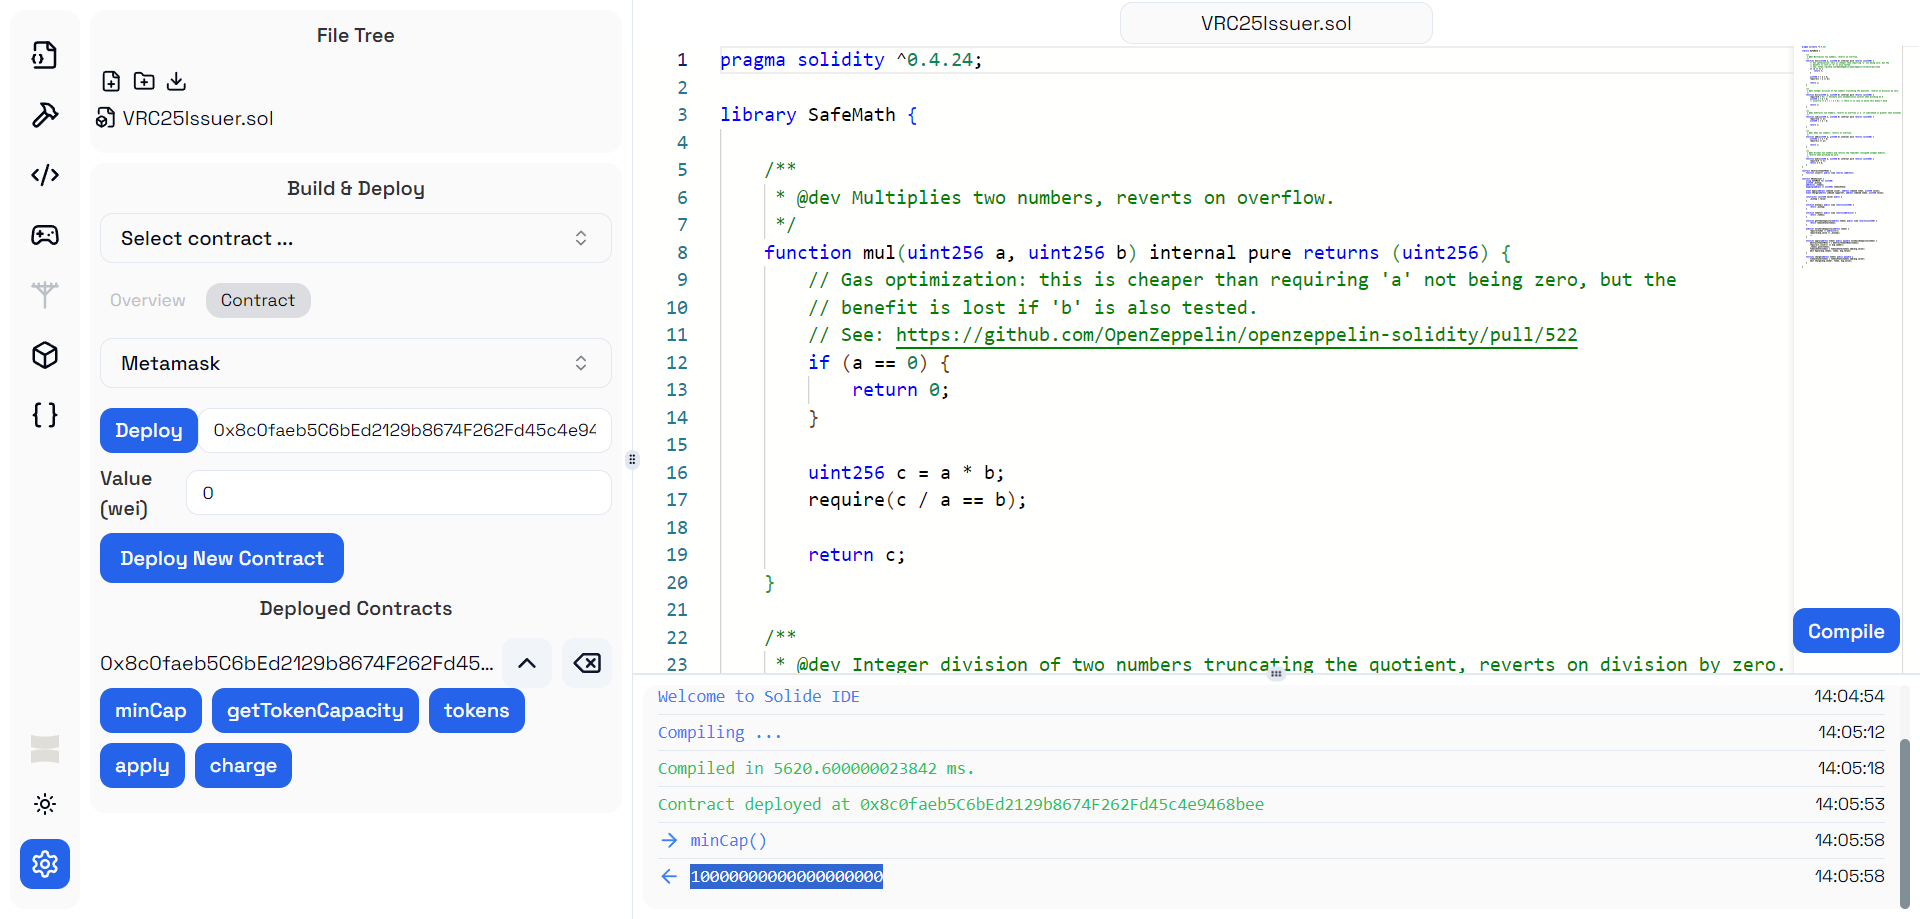 File Tree
VRC25Issuer.sol
Build & Deploy
Select contract ...
Overview
Contract
Metamask
Deploy
0x8c0faeb5C6bEd2129b8674F262Fd45c4e94
Value
(wei)
0
Deploy New Contract
Deployed Contracts
0x8c0faeb5C6bEd2129b8674F262Fd45...
minCap
getTokenCapacity
tokens
apply
charge
VRC25Issuer.sol
1 pragma solidity ^0.4.24;
2
3 library SafeMath {
4
5 /**
6 * @dev Multiplies two numbers, reverts on overflow.
7 */
8 function mul(uint256 a, uint256 b) internal pure returns (uint256) {
9 // Gas optimization: this is cheaper than requiring 'a' not being zero, but the
10 // benefit is lost if 'b' is also tested.
11 // See: https://github.com/OpenZeppelin/openzeppelin-solidity/pull/522
12 if (a == 0) {
13 return 0;
14 }
15
16 uint256 c = a * b;
17 require(c / a == b);
18
19 return c;
20 }
21
22 /**
23 * @dev Integer division of two numbers truncating the quotient, reverts on division by zero.
Compile
Welcome to Solide IDE 14:04:54
Compiling ... 14:05:12
Compiled in 5620.600000023842 ms. 14:05:18
Contract deployed at 0x8c0faeb5C6bEd2129b8674F262Fd45c4e9468bee 14:05:53
minCap() 14:05:58
10000000000000000000 14:05:58